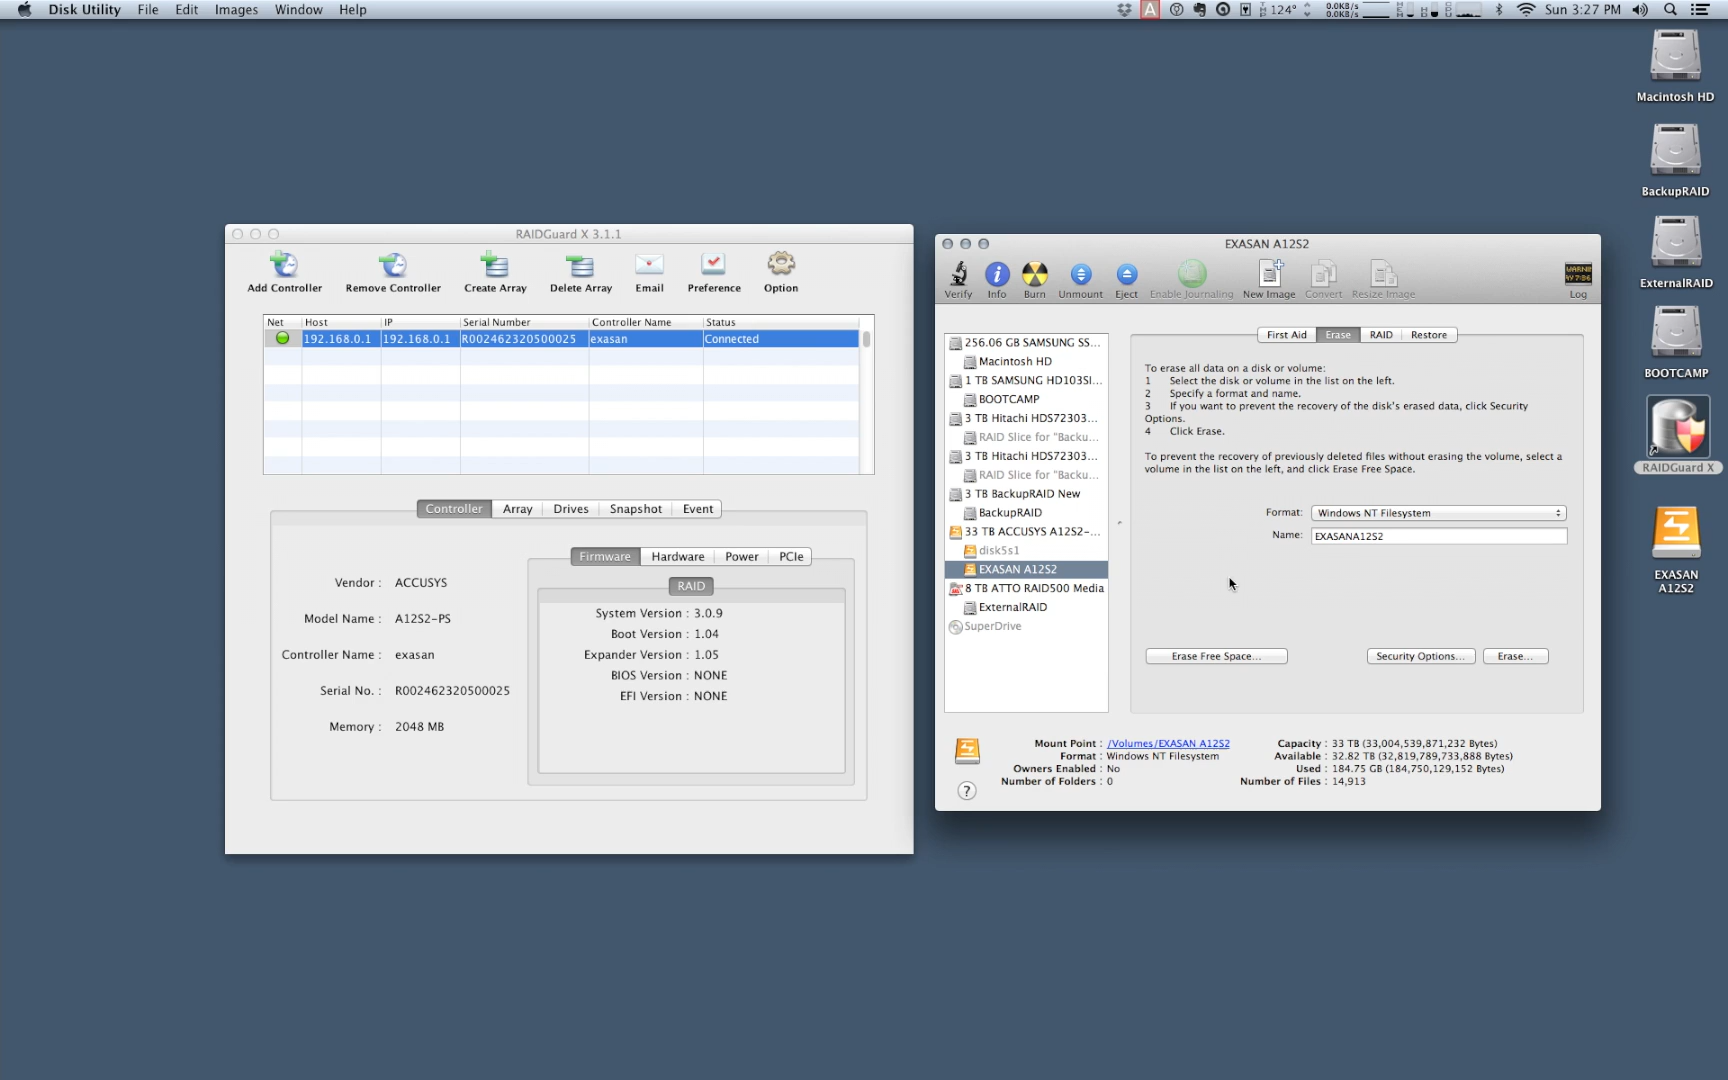 Disk Utility File Edit Images Window Help
A 124° 0.0KB/s 0.0KB/s Sun 3:27 PM
Macintosh HD
BackupRAID
ExternalRAID
BOOTCAMP
RAIDGuard X
EXASAN
A12S2
RAIDGuard X 3.1.1
Add Controller Remove Controller Create Array Delete Array Email Preference Option
Net Host IP Serial Number Controller Name Status
192.168.0.1 192.168.0.1 R002462320500025 exasan Connected
Controller Array Drives Snapshot Event
Firmware Hardware Power PCIe
RAID
Vendor : ACCUSYS
Model Name : A12S2-PS
Controller Name : exasan
Serial No. : R002462320500025
Memory : 2048 MB
System Version : 3.0.9
Boot Version : 1.04
Expander Version : 1.05
BIOS Version : NONE
EFI Version : NONE
EXASAN A12S2
Verify Info Burn Unmount Eject Enable Journaling New Image Convert Resize Image Log
256.06 GB SAMSUNG SS...
Macintosh HD
1 TB SAMSUNG HD103SI...
BOOTCAMP
3 TB Hitachi HDS72303...
RAID Slice for "Backu...
3 TB Hitachi HDS72303...
RAID Slice for "Backu...
3 TB BackupRAID New
BackupRAID
33 TB ACCUSYS A12S2-...
disk5s1
EXASAN A12S2
8 TB ATTO RAID500 Media
ExternalRAID
SuperDrive
First Aid Erase RAID Restore
To erase all data on a disk or volume:
1 Select the disk or volume in the list on the left.
2 Specify a format and name.
3 If you want to prevent the recovery of the disk's erased data, click Security
Options.
4 Click Erase.
To prevent the recovery of previously deleted files without erasing the volume, select a
volume in the list on the left, and click Erase Free Space.
Format: Windows NT Filesystem
Name: EXASANA12S2
Erase Free Space... Security Options... Erase...
Mount Point : /Volumes/EXASAN A12S2
Format : Windows NT Filesystem
Owners Enabled : No
Number of Folders : 0
Capacity : 33 TB (33,004,539,871,232 Bytes)
Available : 32.82 TB (32,819,789,733,888 Bytes)
Used : 184.75 GB (184,750,129,152 Bytes)
Number of Files : 14,913
?